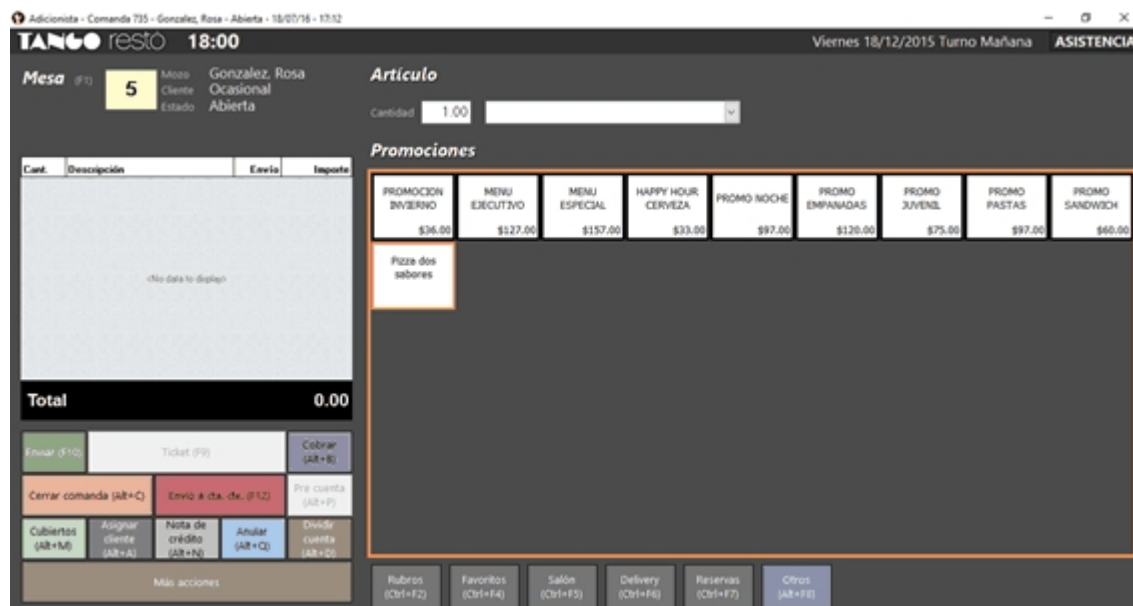 Adicionista - Comanda 735 - Gonzalez, Rosa - Abierta - 18/07/16 - 17:12
TANGO restó 18:00 Viernes 18/12/2015 Turno Mañana ASISTENCIA
Mesa (F1) 5
Mozo Gonzalez, Rosa
Cliente Ocasional
Estado Abierta
Artículo
Cantidad 1.00
Promociones
Cant. Descripción Envío Importe
<No data to display>
Total 0.00
PROMOCION INVIERNO $36.00
MENU EJECUTIVO $127.00
MENU ESPECIAL $157.00
HAPPY HOUR CERVEZA $33.00
PROMO NOCHE $97.00
PROMO EMPANADAS $120.00
PROMO JUVENIL $75.00
PROMO PASTAS $97.00
PROMO SANDWICH $60.00
Pizza dos sabores
Enviar (F10)
Ticket (F9)
Cobrar (Alt+B)
Cerrar comanda (Alt+C)
Envío a cta. cte. (F12)
Pre cuenta (Alt+P)
Cubiertos (Alt+M)
Asignar cliente (Alt+A)
Nota de crédito (Alt+N)
Anular (Alt+Q)
Dividir cuenta (Alt+D)
Más acciones
Rubros (Ctrl+F2)
Favoritos (Ctrl+F4)
Salón (Ctrl+F5)
Delivery (Ctrl+F6)
Reservas (Ctrl+F7)
Otros (Alt+F8)